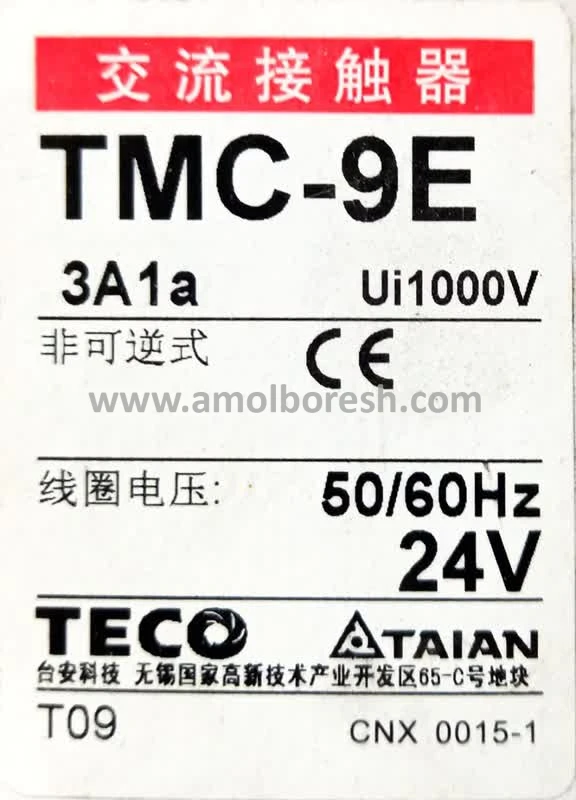 交流接触器
TMC-9E
3A1a Ui1000V
非可逆式 CE
www.amolboresh.com
线圈电压: 50/60Hz
24V
TECO TAIAN
台安科技 无锡国家高新技术产业开发区65-C号地块
T09 CNX 0015-1